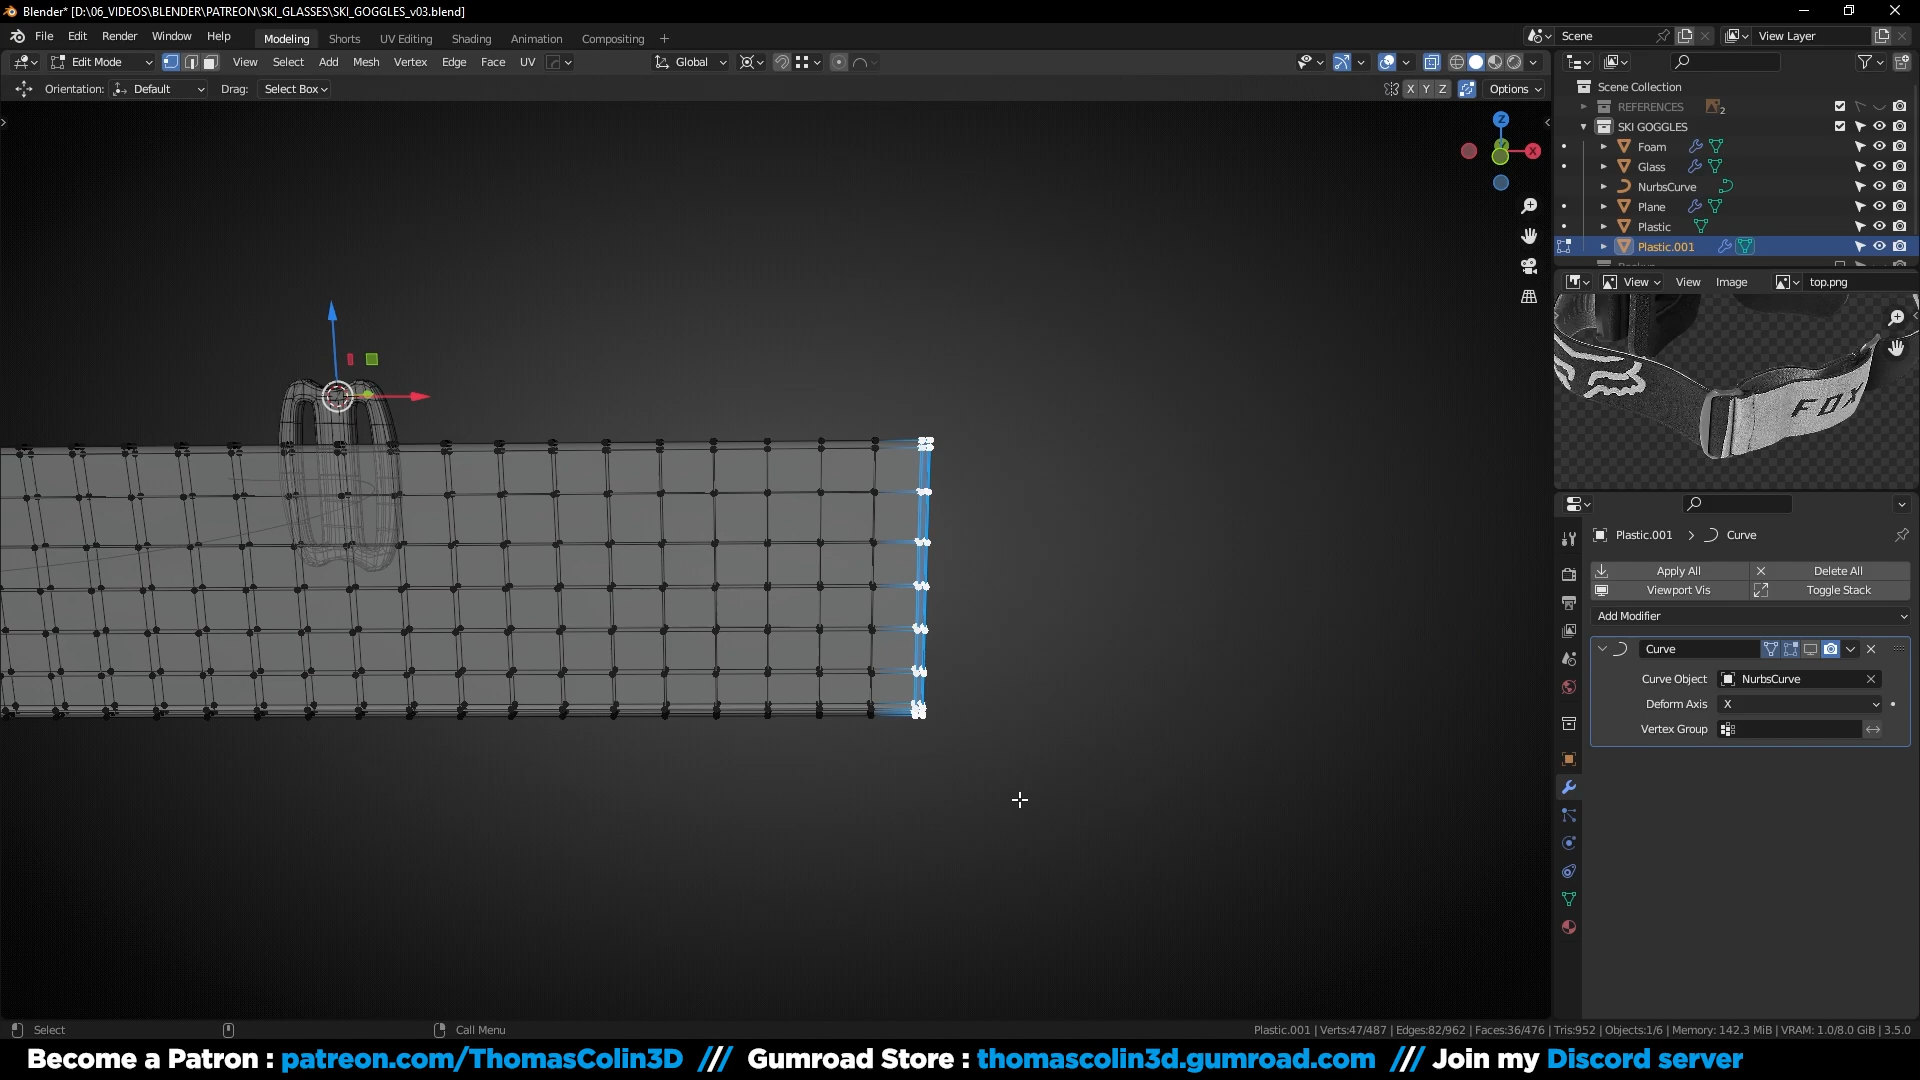 Blender* [D:\06_VIDEOS\BLENDER\PATREON\SKI_GLASSES\SKI_GOGGLES_v03.blend]
File Edit Render Window Help Modeling Shorts UV Editing Shading Animation Compositing + Scene View Layer
Edit Mode View Select Add Mesh Vertex Edge Face UV Global
Orientation: Default Drag: Select Box X Y Z Options
Scene Collection
REFERENCES 2
SKI GOGGLES
Foam
Glass
NurbsCurve
Plane
Plastic
Plastic.001
Z
X
View View Image top.png
FOX
Plastic.001 > Curve
Apply All Delete All
Viewport Vis Toggle Stack
Add Modifier
Curve
Curve Object NurbsCurve
Deform Axis X
Vertex Group
Select Call Menu Plastic.001 | Verts:47/487 | Edges:82/962 | Faces:36/476 | Tris:952 | Objects:1/6 | Memory: 142.3 MiB | VRAM: 1.0/8.0 GiB | 3.5.0
Become a Patron : patreon.com/ThomasColin3D /// Gumroad Store : thomascolin3d.gumroad.com /// Join my Discord server